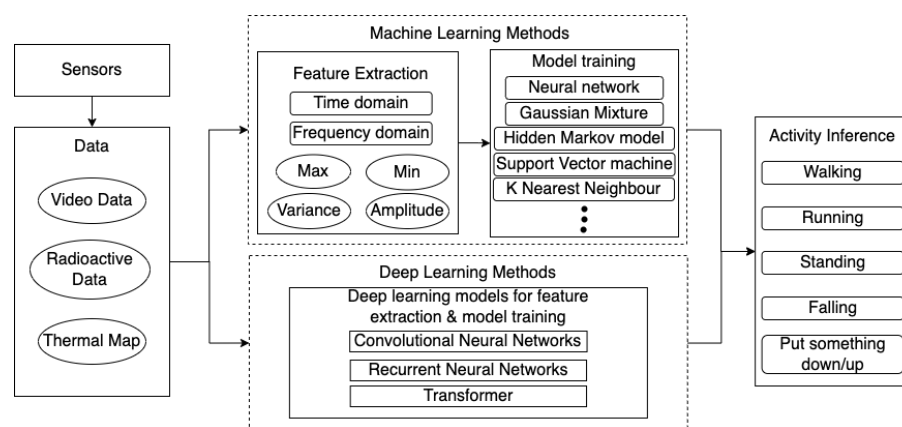 Sensors
Data
Video Data
Radioactive
Data
Thermal Map
Machine Learning Methods
Feature Extraction
Time domain
Frequency domain
Max
Min
Variance
Amplitude
Model training
Neural network
Gaussian Mixture
Hidden Markov model
Support Vector machine
K Nearest Neighbour
Deep Learning Methods
Deep learning models for feature
extraction & model training
Convolutional Neural Networks
Recurrent Neural Networks
Transformer
Activity Inference
Walking
Running
Standing
Falling
Put something
down/up